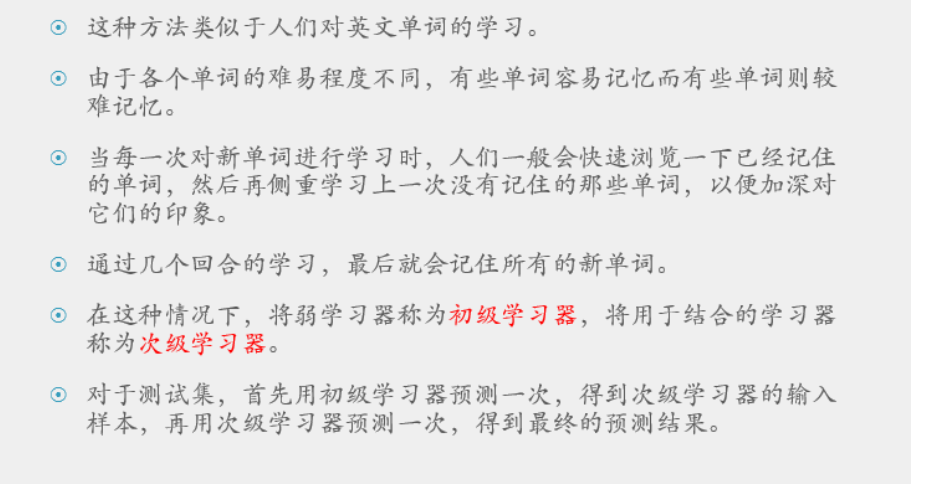 这种方法类似于人们对英文单词的学习。
由于各个单词的难易程度不同，有些单词容易记忆而有些单词则较
难记忆。
当每一次对新单词进行学习时，人们一般会快速浏览一下已经记住
的单词，然后再侧重学习上一次没有记住的那些单词，以便加深对
它们的印象。
通过几个回合的学习，最后就会记住所有的新单词。
在这种情况下，将弱学习器称为初级学习器，将用于结合的学习器
称为次级学习器。
对于测试集，首先用初级学习器预测一次，得到次级学习器的输入
样本，再用次级学习器预测一次，得到最终的预测结果。